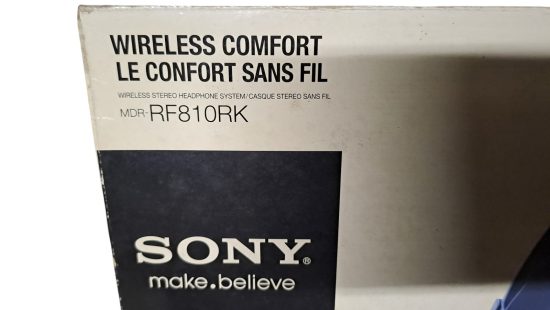 WIRELESS COMFORT
LE CONFORT SANS FIL
WIRELESS STEREO HEADPHONE SYSTEM/CASQUE STEREO SANS FIL
MDR-RF810RK
SONY®
make.believe